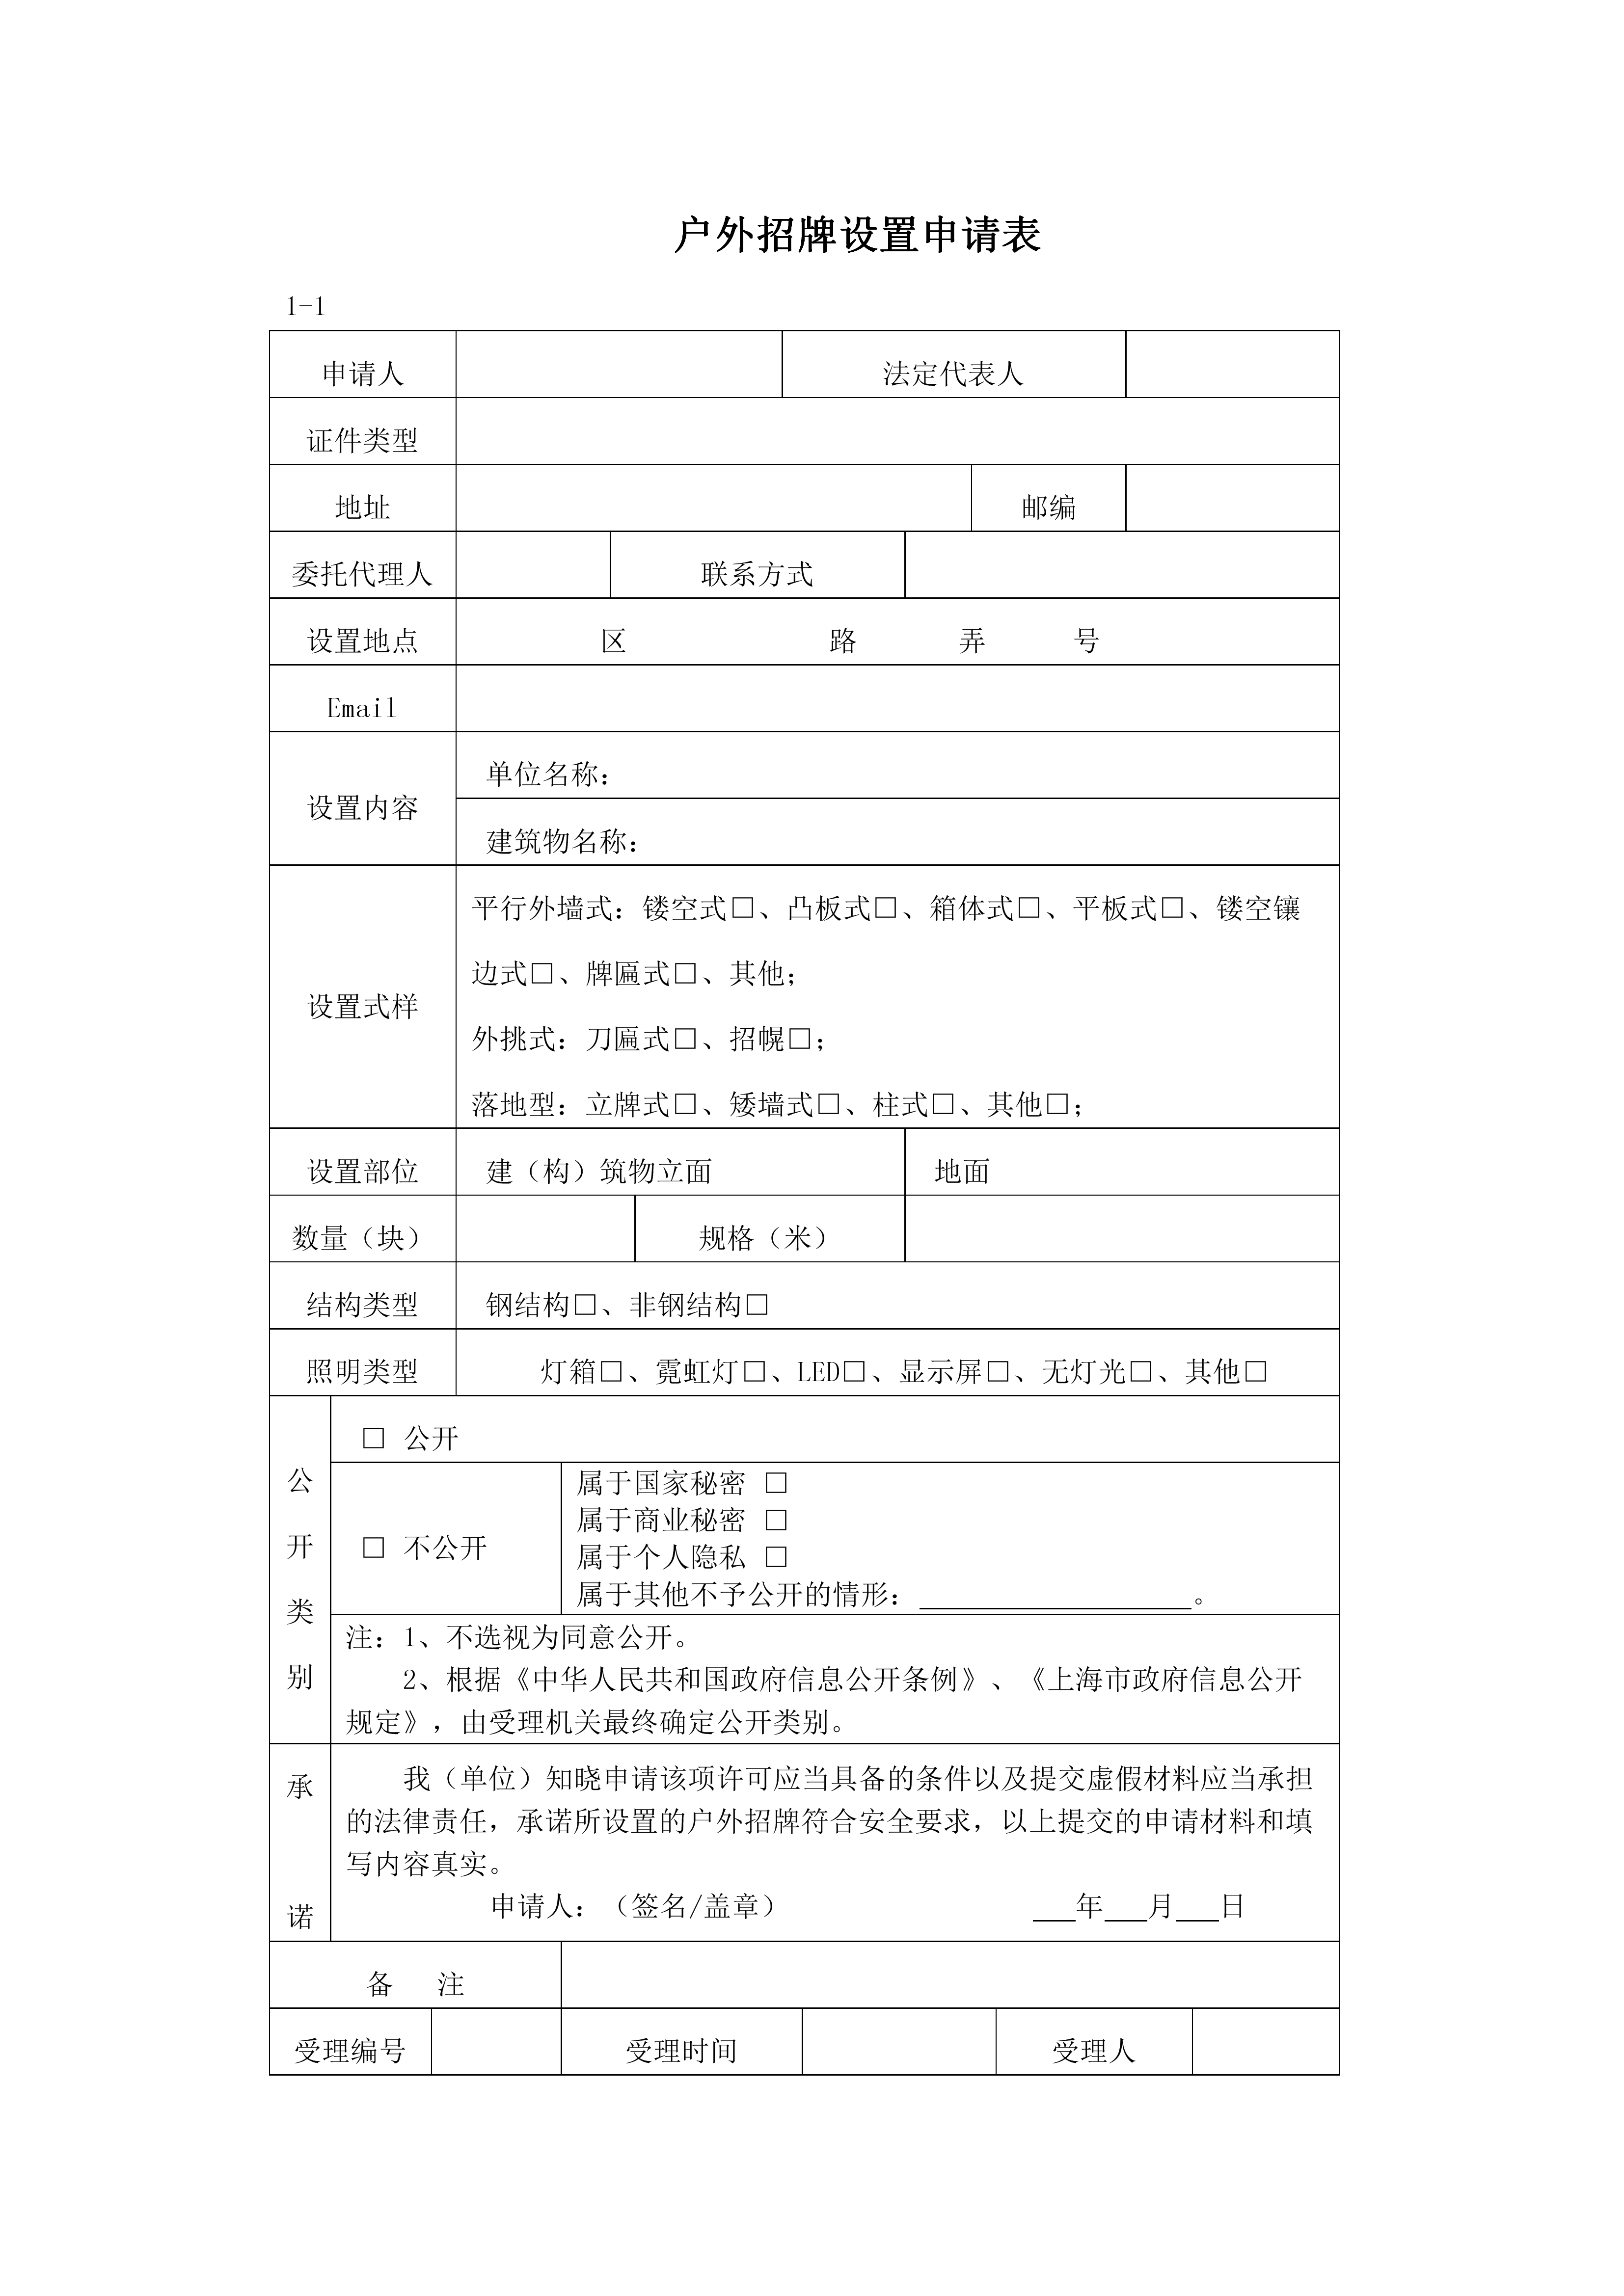 户外招牌设置申请表
1-1
申请人 法定代表人
证件类型
地址 邮编
委托代理人 联系方式
设置地点 区 路 弄 号
Email
设置内容
单位名称：
建筑物名称：
设置式样
平行外墙式：镂空式□、凸板式□、箱体式□、平板式□、镂空镶
边式□、牌匾式□、其他；
外挑式：刀匾式□、招幌□；
落地型：立牌式□、矮墙式□、柱式□、其他□；
设置部位 建（构）筑物立面 地面
数量（块） 规格（米）
结构类型 钢结构□、非钢结构□
照明类型 灯箱□、霓虹灯□、LED□、显示屏□、无灯光□、其他□
公开类别
□ 公开
□ 不公开
属于国家秘密 □
属于商业秘密 □
属于个人隐私 □
属于其他不予公开的情形：___________________。
注：1、不选视为同意公开。
2、根据《中华人民共和国政府信息公开条例》、《上海市政府信息公开
规定》，由受理机关最终确定公开类别。
承诺
我（单位）知晓申请该项许可应当具备的条件以及提交虚假材料应当承担
的法律责任，承诺所设置的户外招牌符合安全要求，以上提交的申请材料和填
写内容真实。
申请人：（签名/盖章） ___年___月___日
备 注
受理编号 受理时间 受理人